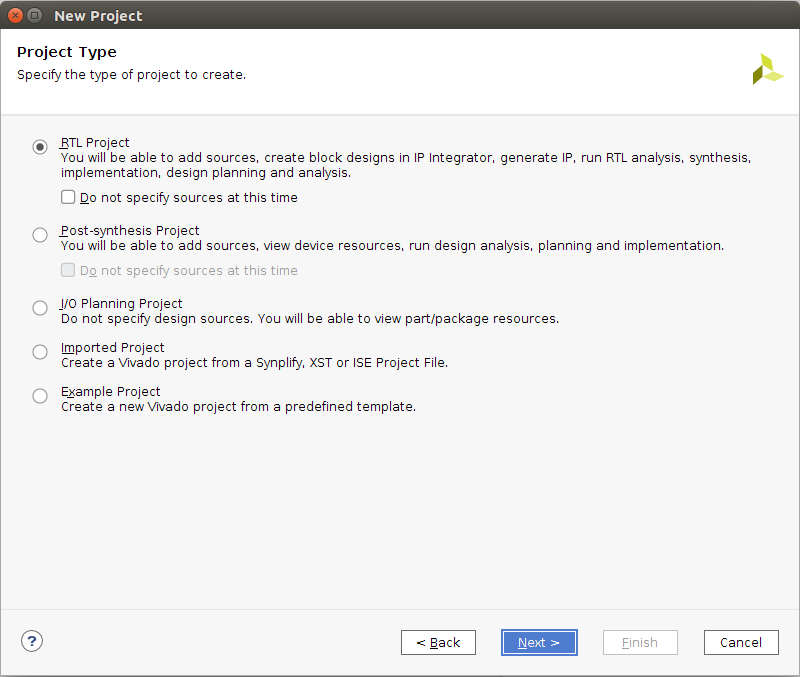 New Project
Project Type
Specify the type of project to create.
RTL Project
You will be able to add sources, create block designs in IP Integrator, generate IP, run RTL analysis, synthesis,
implementation, design planning and analysis.
Do not specify sources at this time
Post-synthesis Project
You will be able to add sources, view device resources, run design analysis, planning and implementation.
Do not specify sources at this time
I/O Planning Project
Do not specify design sources. You will be able to view part/package resources.
Imported Project
Create a Vivado project from a Synplify, XST or ISE Project File.
Example Project
Create a new Vivado project from a predefined template.
? < Back Next > Finish Cancel